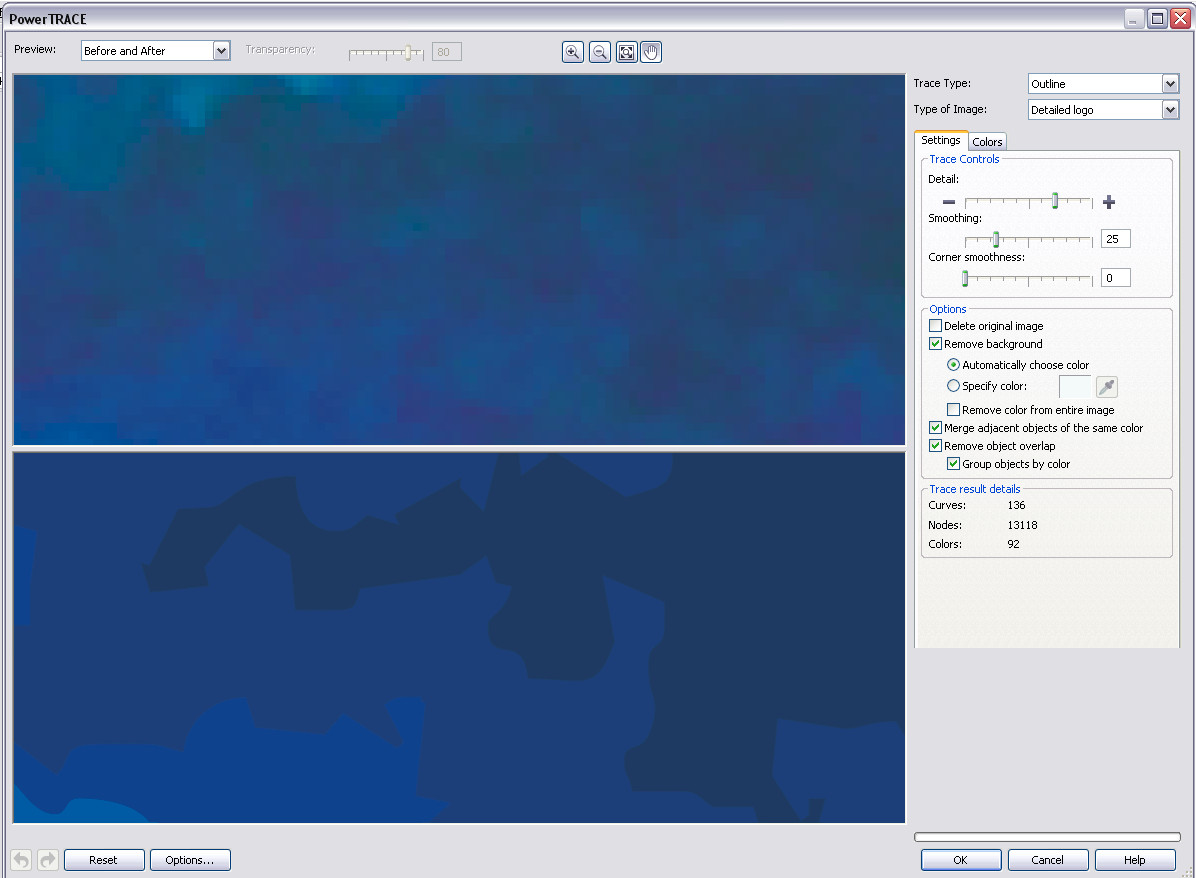 PowerTRACE
Preview: Before and After Transparency: 80
Trace Type: Outline
Type of Image: Detailed logo
Settings Colors
Trace Controls
Detail:
Smoothing:
25
Corner smoothness:
0
Options
Delete original image
Remove background
Automatically choose color
Specify color:
Remove color from entire image
Merge adjacent objects of the same color
Remove object overlap
Group objects by color
Trace result details
Curves: 136
Nodes: 13118
Colors: 92
Reset Options... OK Cancel Help